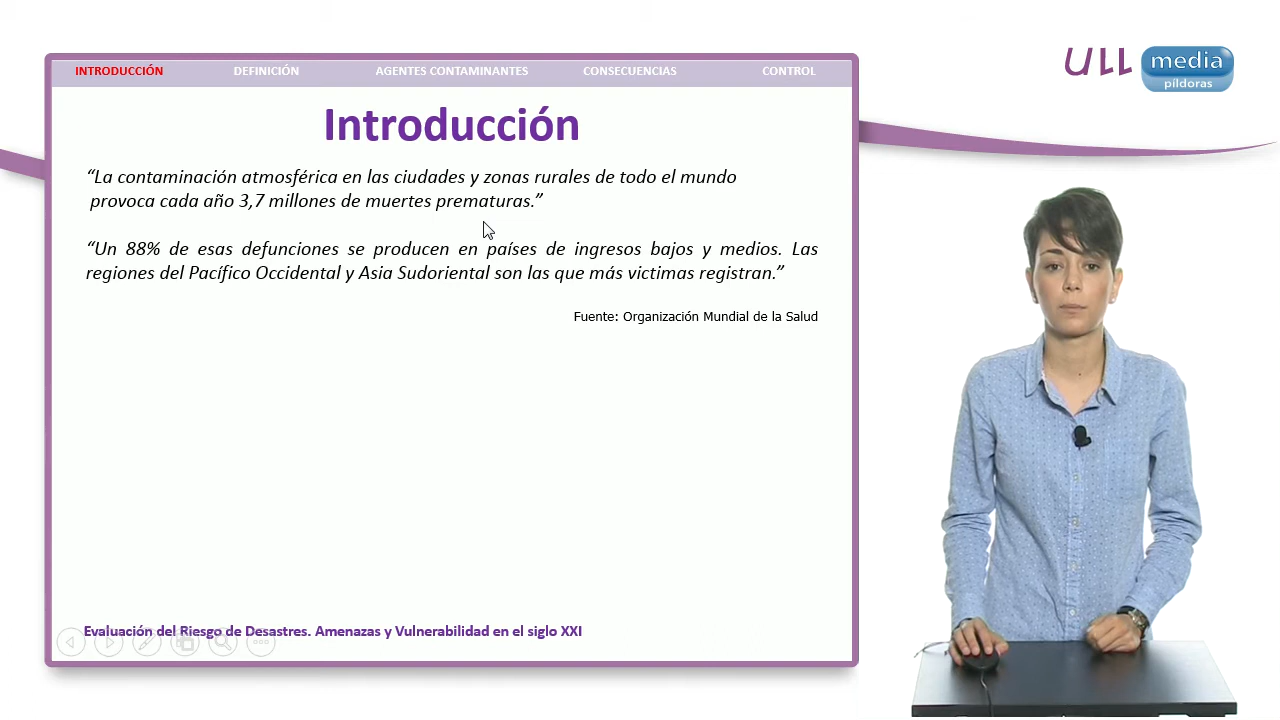 INTRODUCCIÓN DEFINICIÓN AGENTES CONTAMINANTES CONSECUENCIAS CONTROL
ULL media
píldoras
Introducción
“La contaminación atmosférica en las ciudades y zonas rurales de todo el mundo
provoca cada año 3,7 millones de muertes prematuras.”
“Un 88% de esas defunciones se producen en países de ingresos bajos y medios. Las
regiones del Pacífico Occidental y Asia Sudoriental son las que más victimas registran.”
Fuente: Organización Mundial de la Salud
Evaluación del Riesgo de Desastres. Amenazas y Vulnerabilidad en el siglo XXI